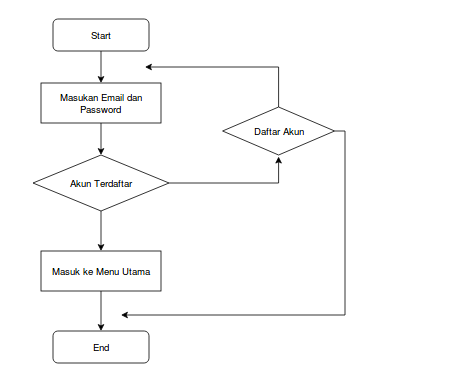 Start
Masukan Email dan
Password
Daftar Akun
Akun Terdaftar
Masuk ke Menu Utama
End